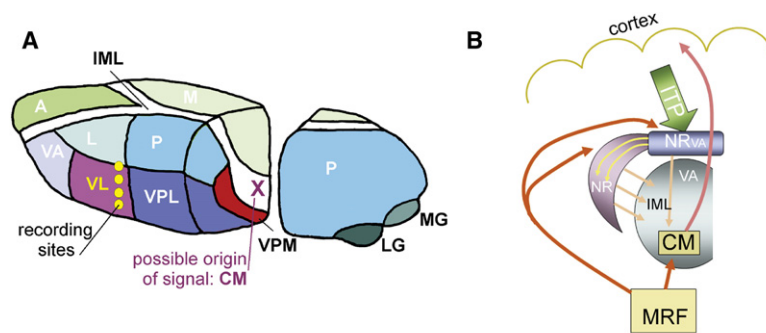 A
IML
A
M
VA
L
P
VL
VPL
X
recording
sites
possible origin
of signal: CM
VPM
P
MG
LG
B
cortex
ITP
NRVA
NR
VA
IML
CM
MRF